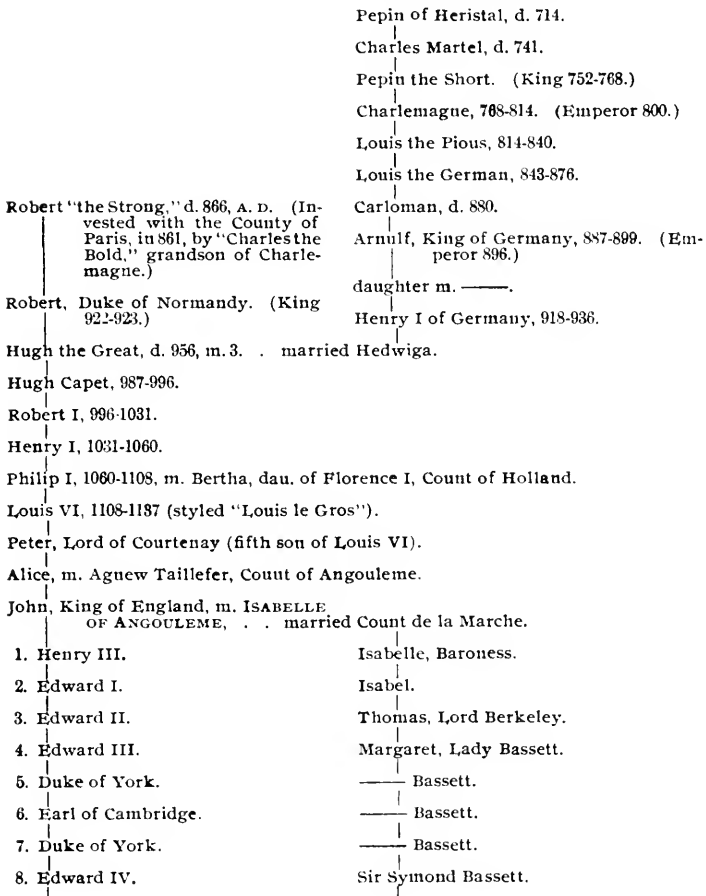 Pepin of Heristal, d. 714.
Charles Martel, d. 741.
Pepin the Short. (King 752-768.)
Charlemagne, 768-814. (Emperor 800.)
Louis the Pious, 814-840.
Louis the German, 843-876.
Robert "the Strong," d. 866, A. D. (In-
vested with the County of
Paris, in 861, by "Charles the
Bold," grandson of Charle-
magne.)
Carloman, d. 880.
Arnulf, King of Germany, 887-899. (Em-
peror 896.)
daughter m. ——.
Robert, Duke of Normandy. (King
922-923.)
Henry I of Germany, 918-936.
Hugh the Great, d. 956, m. 3. . married Hedwiga.
Hugh Capet, 987-996.
Robert I, 996-1031.
Henry I, 1031-1060.
Philip I, 1060-1108, m. Bertha, dau. of Florence I, Count of Holland.
Louis VI, 1108-1137 (styled "Louis le Gros").
Peter, Lord of Courtenay (fifth son of Louis VI).
Alice, m. Agnew Taillefer, Count of Angouleme.
John, King of England, m. ISABELLE
OF ANGOULEME, . . married Count de la Marche.
1. Henry III. Isabelle, Baroness.
2. Edward I. Isabel.
3. Edward II. Thomas, Lord Berkeley.
4. Edward III. Margaret, Lady Bassett.
5. Duke of York. —— Bassett.
6. Earl of Cambridge. —— Bassett.
7. Duke of York. —— Bassett.
8. Edward IV. Sir Symond Bassett.